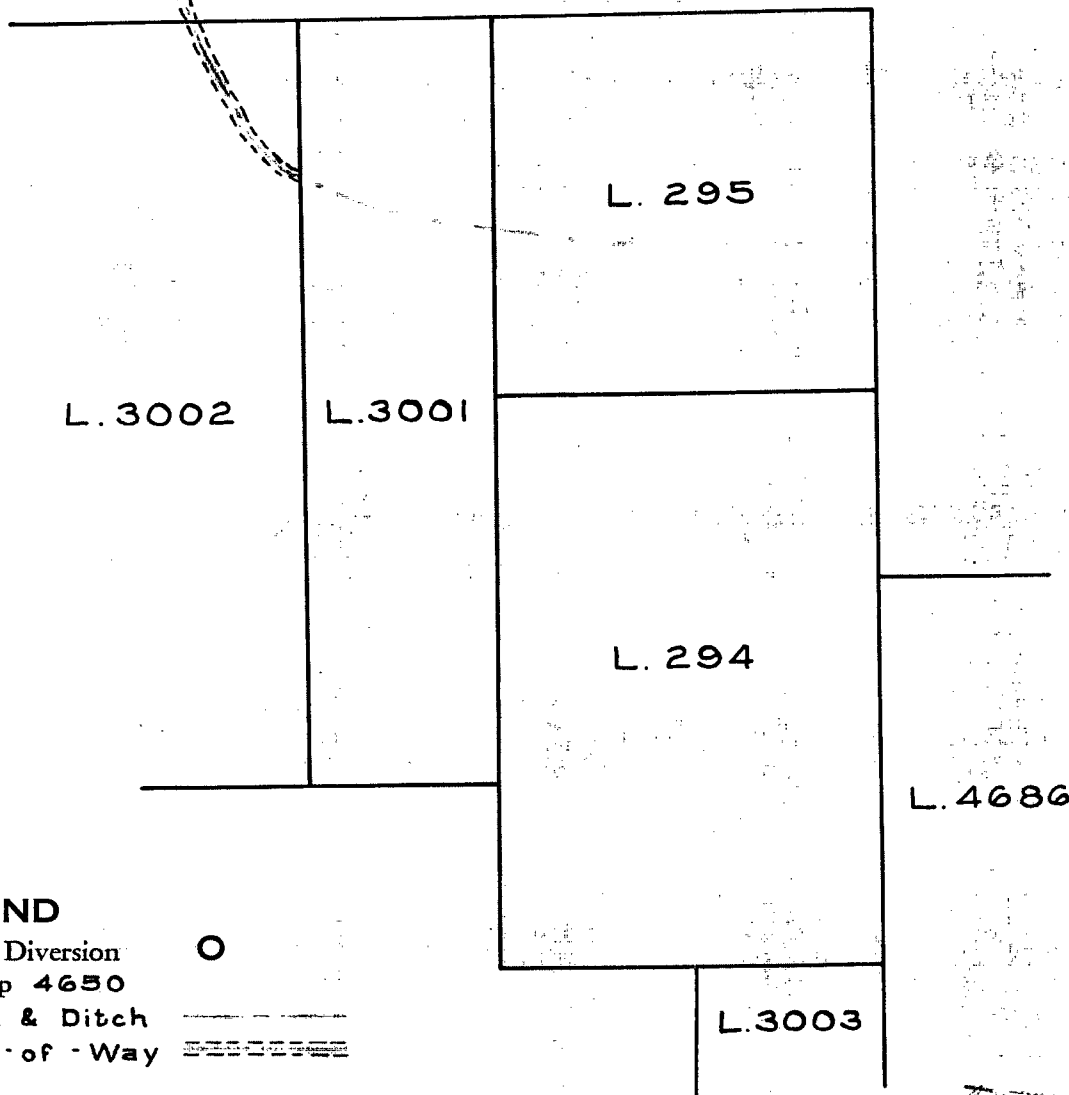 L. 295
L. 3002
L. 3001
L. 294
L. 4686
ND
Diversion
p 4650
& Ditch
- of - Way
L. 3003